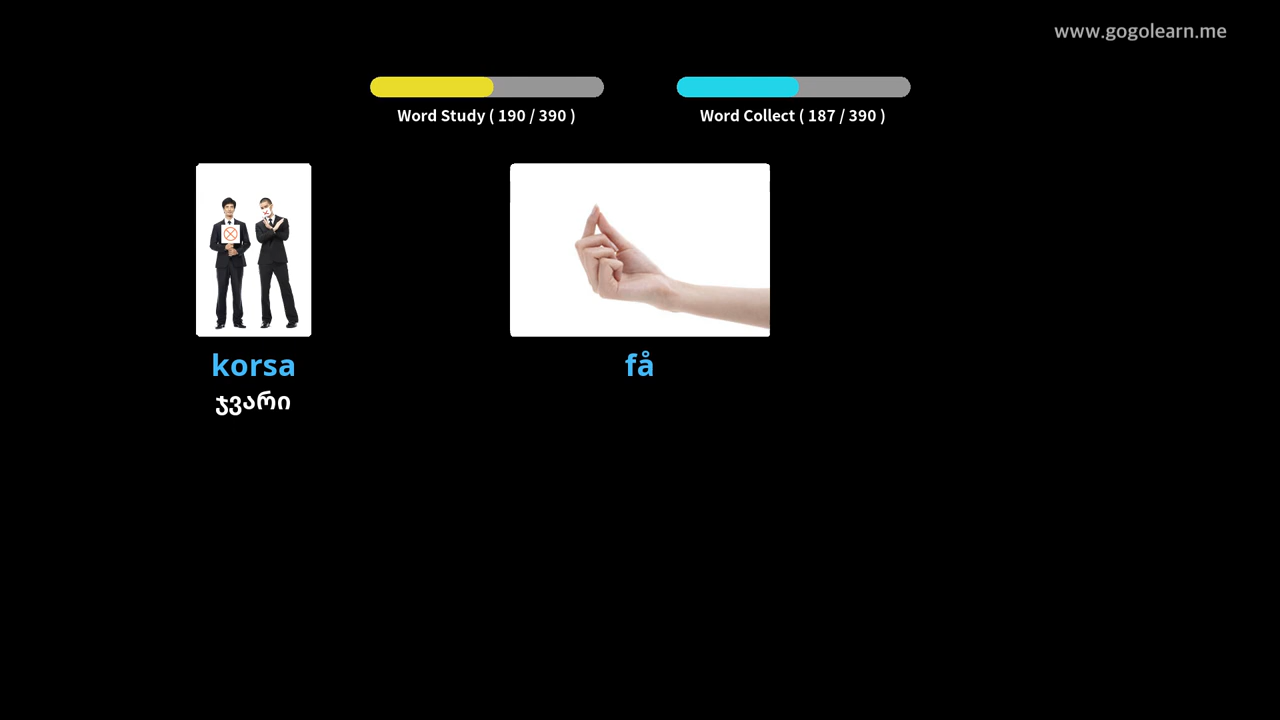 www.gogolearn.me
Word Study ( 190 / 390 )
Word Collect ( 187 / 390 )
korsa
ჯვარი
få